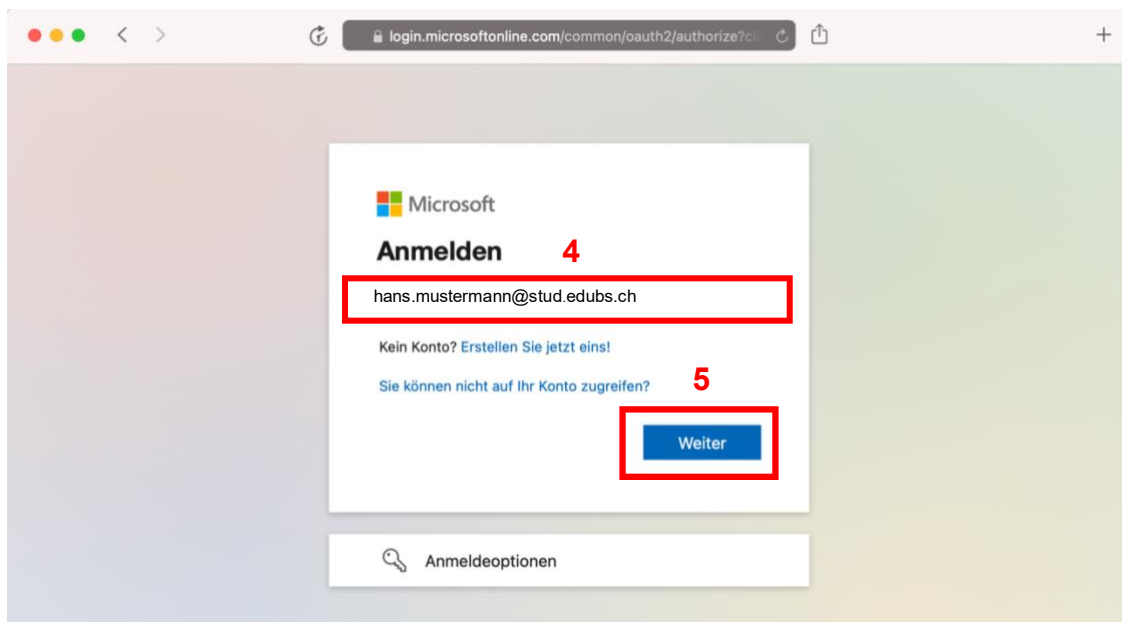 login.microsoftonline.com/common/oauth2/authorize?cli
Microsoft
Anmelden 4
hans.mustermann@stud.edubs.ch
Kein Konto? Erstellen Sie jetzt eins!
Sie können nicht auf Ihr Konto zugreifen? 5
Weiter
Anmeldeoptionen